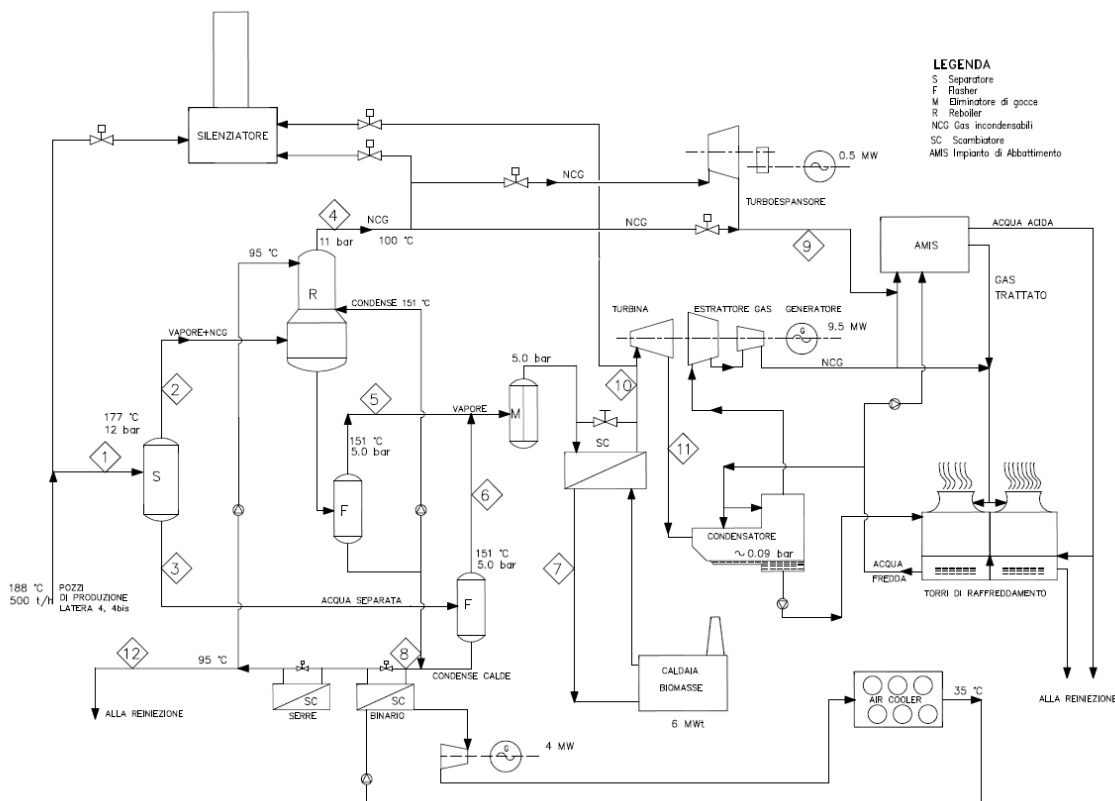 LEGENDA
S Separatore
F Flasher
M Eliminatore di gocce
R Reboiler
NCG Gas incondensabili
SC Scambiatore
AMIS Impianto di Abbattimento
SILENZIATORE
0.5 MW
NCG
TURBOESPANSORE
4
NCG
11 bar
100 °C
NCG
9
95 °C
AMIS
ACQUA ACIDA
GAS
TRATTATO
R
CONDENSE 151 °C
TURBINA
ESTRATTORE GAS
GENERATORE
G
9.5 MW
NCG
VAPORE+NCG
2
5.0 bar
10
5
VAPORE
M
177 °C
12 bar
1
S
151 °C
5.0 bar
SC
11
F
6
3
CONDENSATORE
~ 0.09 bar
7
151 °C
5.0 bar
ACQUA
FREDDA
TORRI DI RAFFREDDAMENTO
188 °C
500 t/H
POZZI
DI PRODUZIONE
LATERA 4, 4bis
ACQUA SEPARATA
F
12
95 °C
8
CONDENSE CALDE
CALDAIA
BIOMASSE
6 MWt
SC
SERRE
SC
BINARIO
ALLA REINIEZIONE
AIR COOLER
35 °C
ALLA REINIEZIONE
G
4 MW